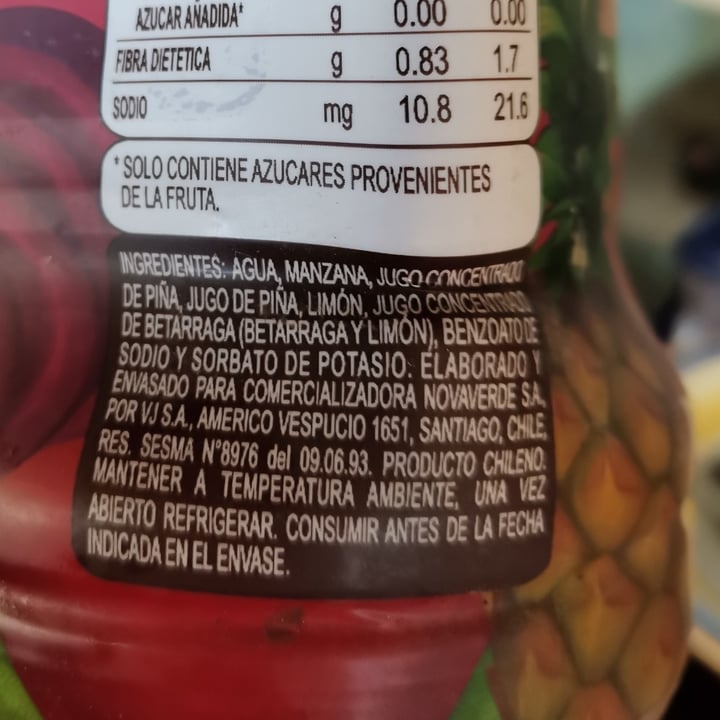 AZUCAR AÑADIDA* g 0.00 0.00
FIBRA DIETETICA g 0.83 1.7
SODIO mg 10.8 21.6
* SOLO CONTIENE AZUCARES PROVENIENTES
DE LA FRUTA.
INGREDIENTES: AGUA, MANZANA, JUGO CONCENTRADO
DE PIÑA, JUGO DE PIÑA, LIMÓN, JUGO CONCENTRADO
DE BETARRAGA (BETARRAGA Y LIMÓN), BENZOATO DE
SODIO Y SORBATO DE POTASIO. ELABORADO Y
ENVASADO PARA COMERCIALIZADORA NOVAVERDE S.A,
POR VJ S.A., AMERICO VESPUCIO 1651, SANTIAGO, CHILE,
RES. SESMA N°8976 del 09.06.93. PRODUCTO CHILENO.
MANTENER A TEMPERATURA AMBIENTE, UNA VEZ
ABIERTO REFRIGERAR. CONSUMIR ANTES DE LA FECHA
INDICADA EN EL ENVASE.